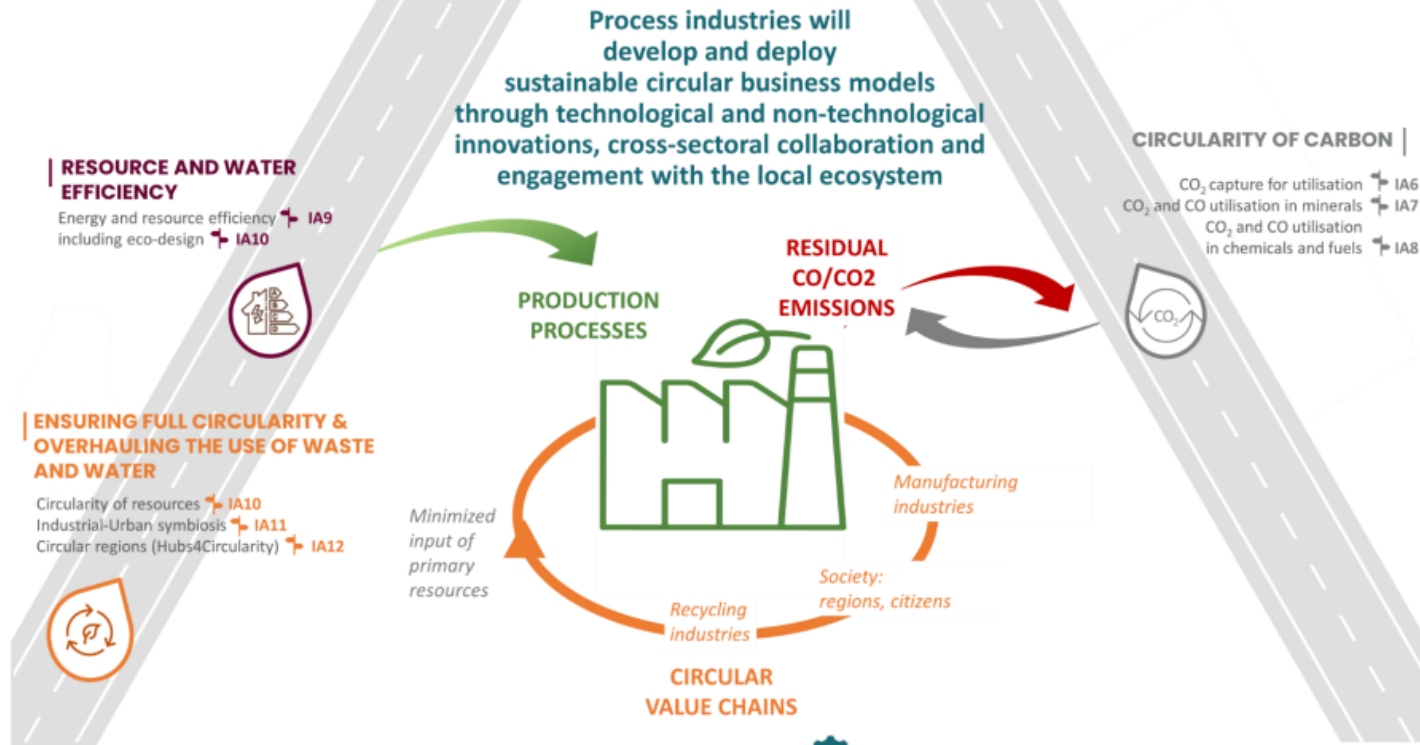 Process industries will
develop and deploy
sustainable circular business models
through technological and non-technological
innovations, cross-sectoral collaboration and
engagement with the local ecosystem
RESOURCE AND WATER
EFFICIENCY
Energy and resource efficiency IA9
including eco-design IA10
CIRCULARITY OF CARBON
CO₂ capture for utilisation IA6
CO₂ and CO utilisation in minerals IA7
CO₂ and CO utilisation
in chemicals and fuels IA8
PRODUCTION
PROCESSES
RESIDUAL
CO/CO2
EMISSIONS
CO₂
ENSURING FULL CIRCULARITY &
OVERHAULING THE USE OF WASTE
AND WATER
Circularity of resources IA10
Industrial-Urban symbiosis IA11
Circular regions (Hubs4Circularity) IA12
Minimized
input of
primary
resources
Manufacturing
industries
Society:
regions, citizens
Recycling
industries
CIRCULAR
VALUE CHAINS